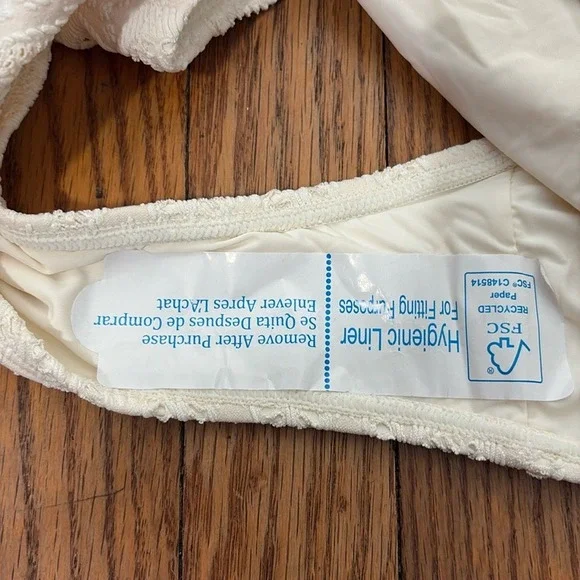 FSC
RECYCLED
Paper
FSC® C148514
Hygienic Liner
For Fitting Purposes
Remove After Purchase
Se Quita Despues de Comprar
Enlever Apres L'Achat